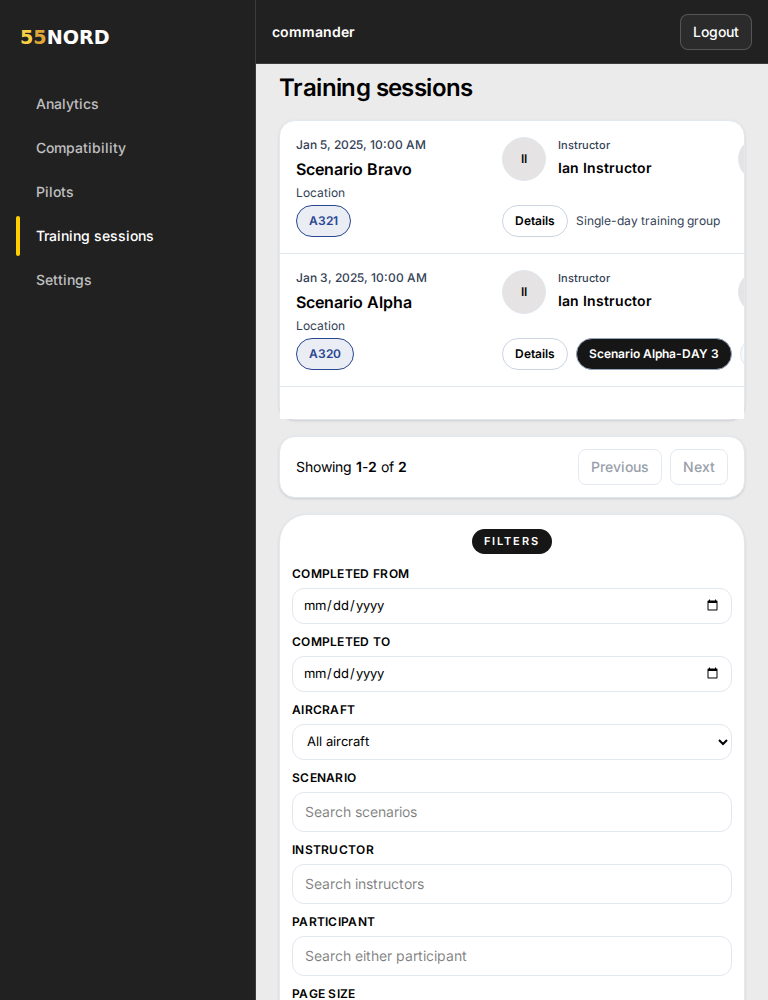 55NORD
commander
Logout
Analytics
Compatibility
Pilots
Training sessions
Settings
Training sessions
Jan 5, 2025, 10:00 AM
Scenario Bravo
Location
A321
II
Instructor
Ian Instructor
Details
Single-day training group
Jan 3, 2025, 10:00 AM
Scenario Alpha
Location
A320
II
Instructor
Ian Instructor
Details
Scenario Alpha-DAY 3
Showing 1-2 of 2
Previous
Next
FILTERS
COMPLETED FROM
mm/dd/yyyy
COMPLETED TO
mm/dd/yyyy
AIRCRAFT
All aircraft
SCENARIO
Search scenarios
INSTRUCTOR
Search instructors
PARTICIPANT
Search either participant
PAGE SIZE